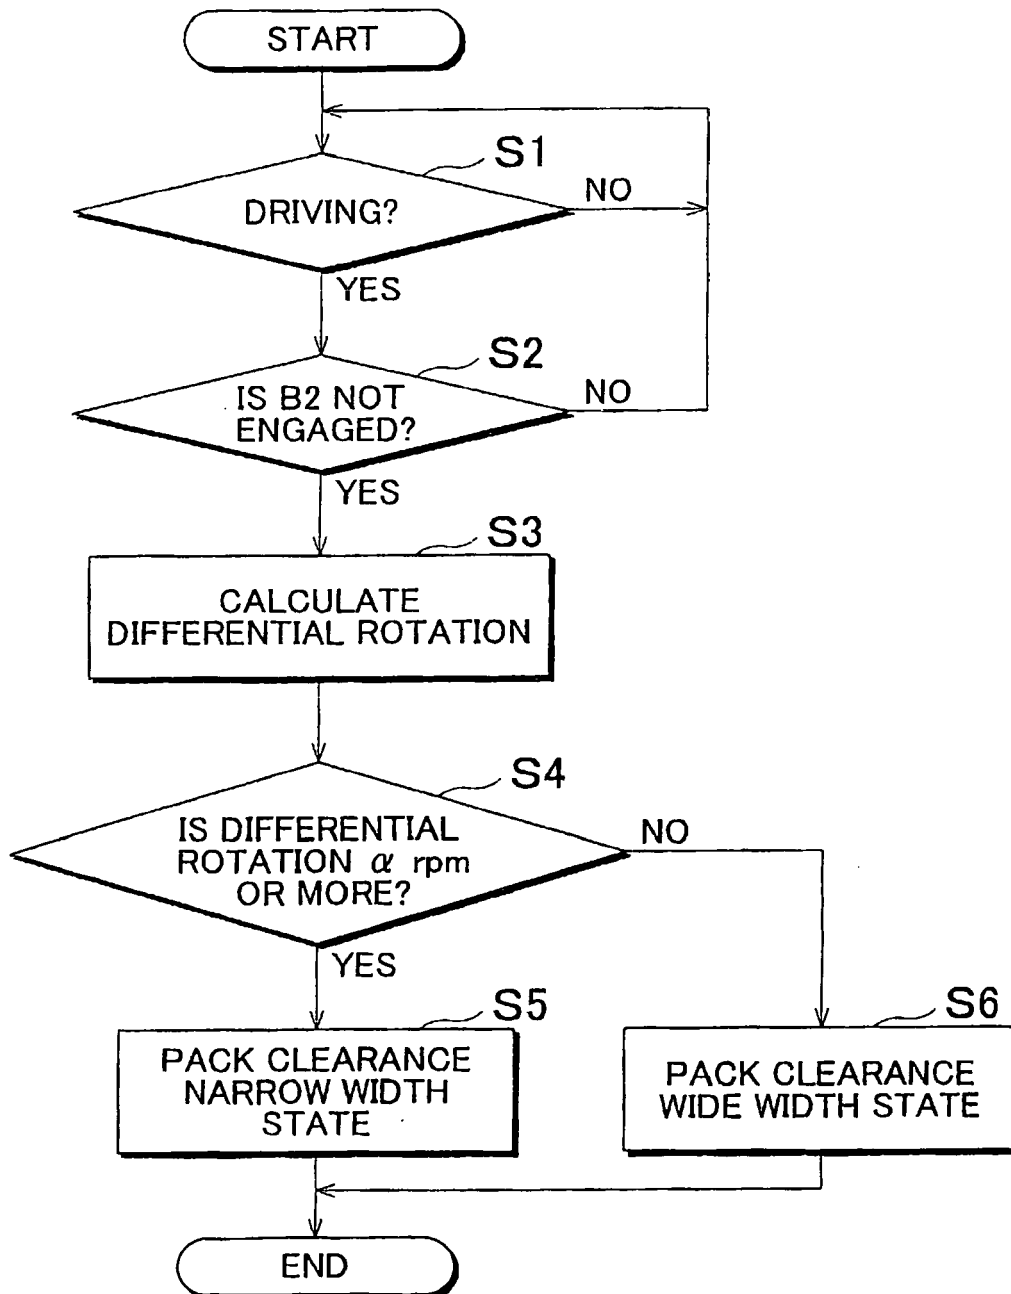 START
S1
DRIVING?
NO
YES
S2
IS B2 NOT
ENGAGED?
NO
YES
S3
CALCULATE
DIFFERENTIAL ROTATION
S4
IS DIFFERENTIAL
ROTATION α rpm
OR MORE?
NO
YES
S5
PACK CLEARANCE
NARROW WIDTH
STATE
S6
PACK CLEARANCE
WIDE WIDTH STATE
END